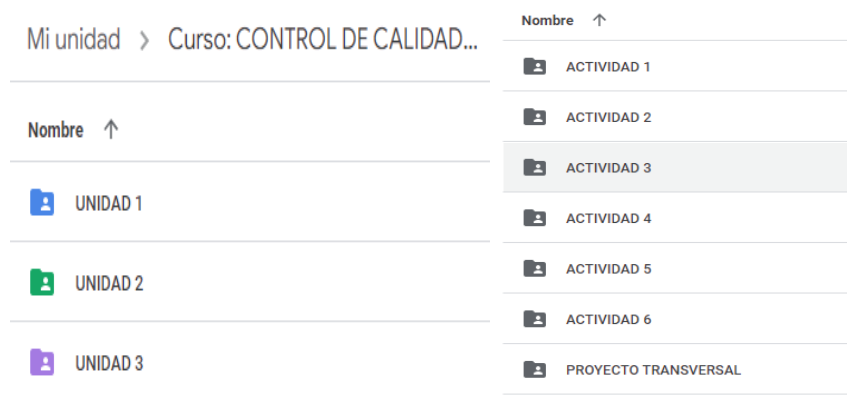 Mi unidad > Curso: CONTROL DE CALIDAD...
Nombre ↑
UNIDAD 1
UNIDAD 2
UNIDAD 3
Nombre ↑
ACTIVIDAD 1
ACTIVIDAD 2
ACTIVIDAD 3
ACTIVIDAD 4
ACTIVIDAD 5
ACTIVIDAD 6
PROYECTO TRANSVERSAL